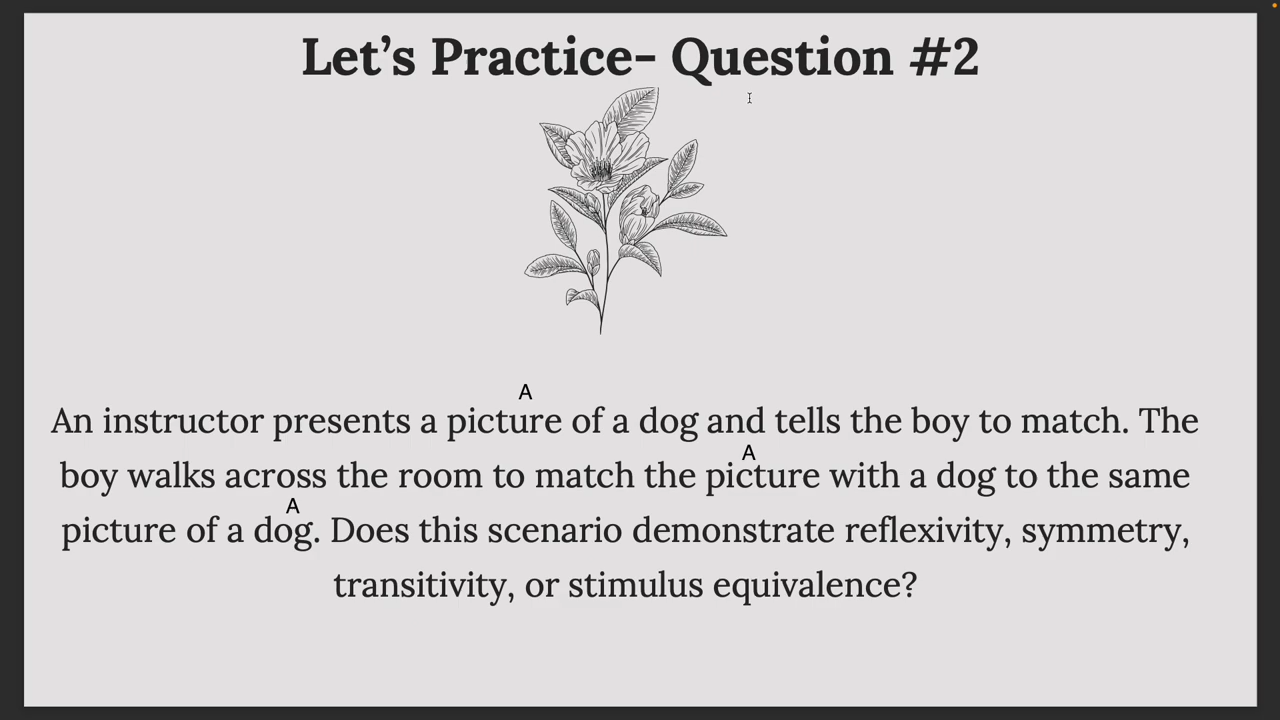 Let’s Practice- Question #2
A
An instructor presents a picture of a dog and tells the boy to match. The
A
boy walks across the room to match the picture with a dog to the same
A
picture of a dog. Does this scenario demonstrate reflexivity, symmetry,
transitivity, or stimulus equivalence?